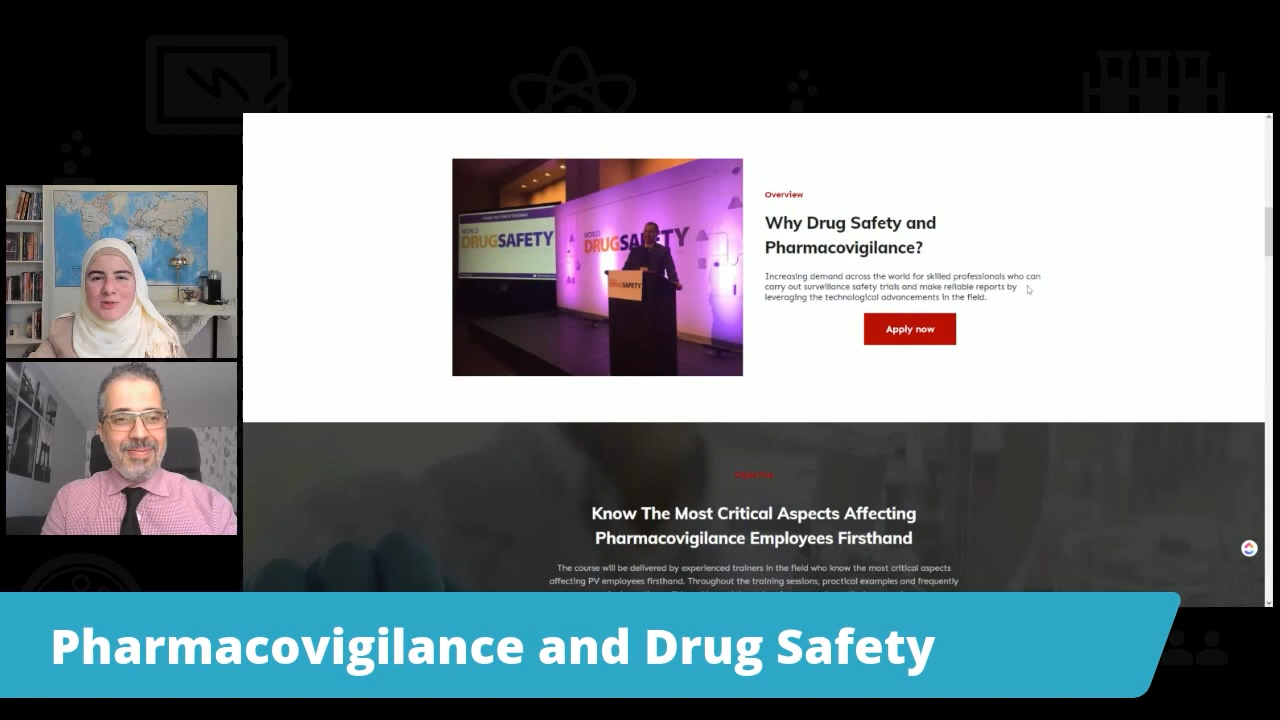 WORLD
DRUGSAFETY
WORLD
DRUGSAFETY
DRUGSAFETY
Overview
Why Drug Safety and
Pharmacovigilance?
Increasing demand across the world for skilled professionals who can
carry out surveillance safety trials and make reliable reports by
leveraging the technological advancements in the field.
Apply now
Know The Most Critical Aspects Affecting
Pharmacovigilance Employees Firsthand
The course will be delivered by experienced trainers in the field who know the most critical aspects
affecting PV employees firsthand. Throughout the training sessions, practical examples and frequently
Pharmacovigilance and Drug Safety